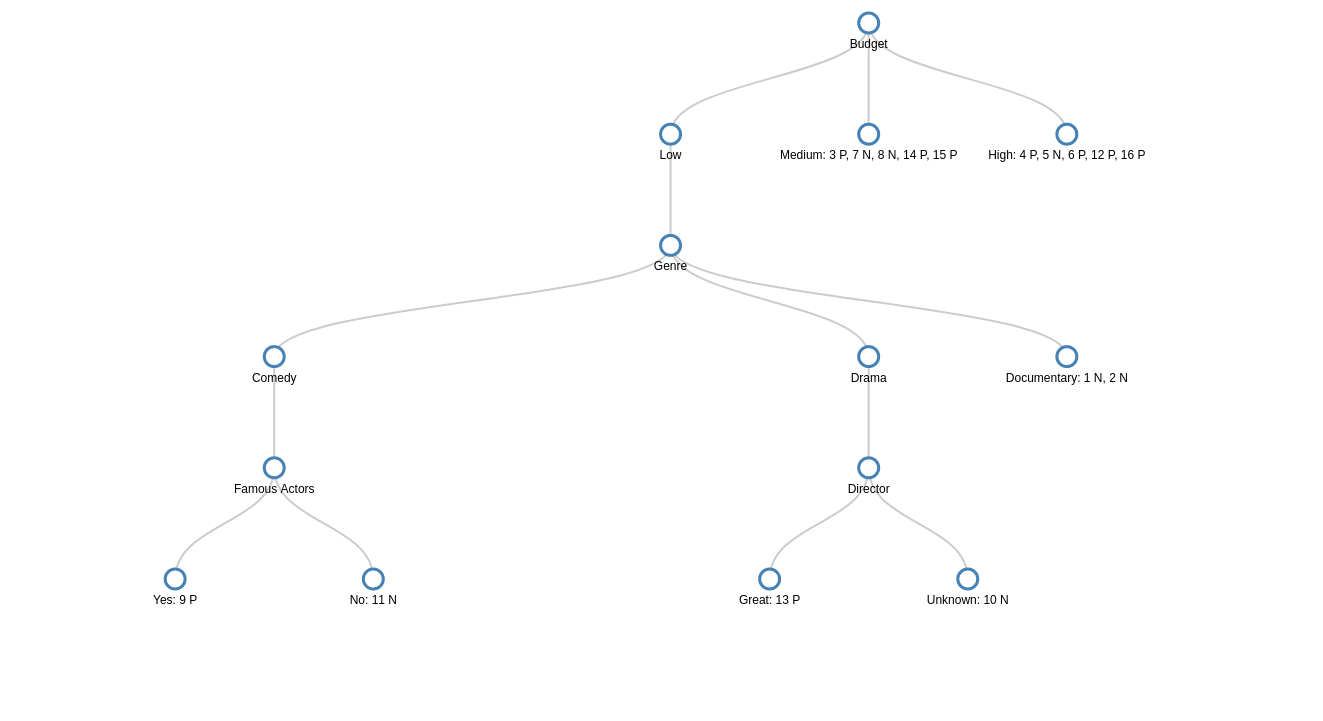 Budget
Low
Medium: 3 P, 7 N, 8 N, 14 P, 15 P
High: 4 P, 5 N, 6 P, 12 P, 16 P
Genre
Comedy
Drama
Documentary: 1 N, 2 N
Famous Actors
Director
Yes: 9 P
No: 11 N
Great: 13 P
Unknown: 10 N